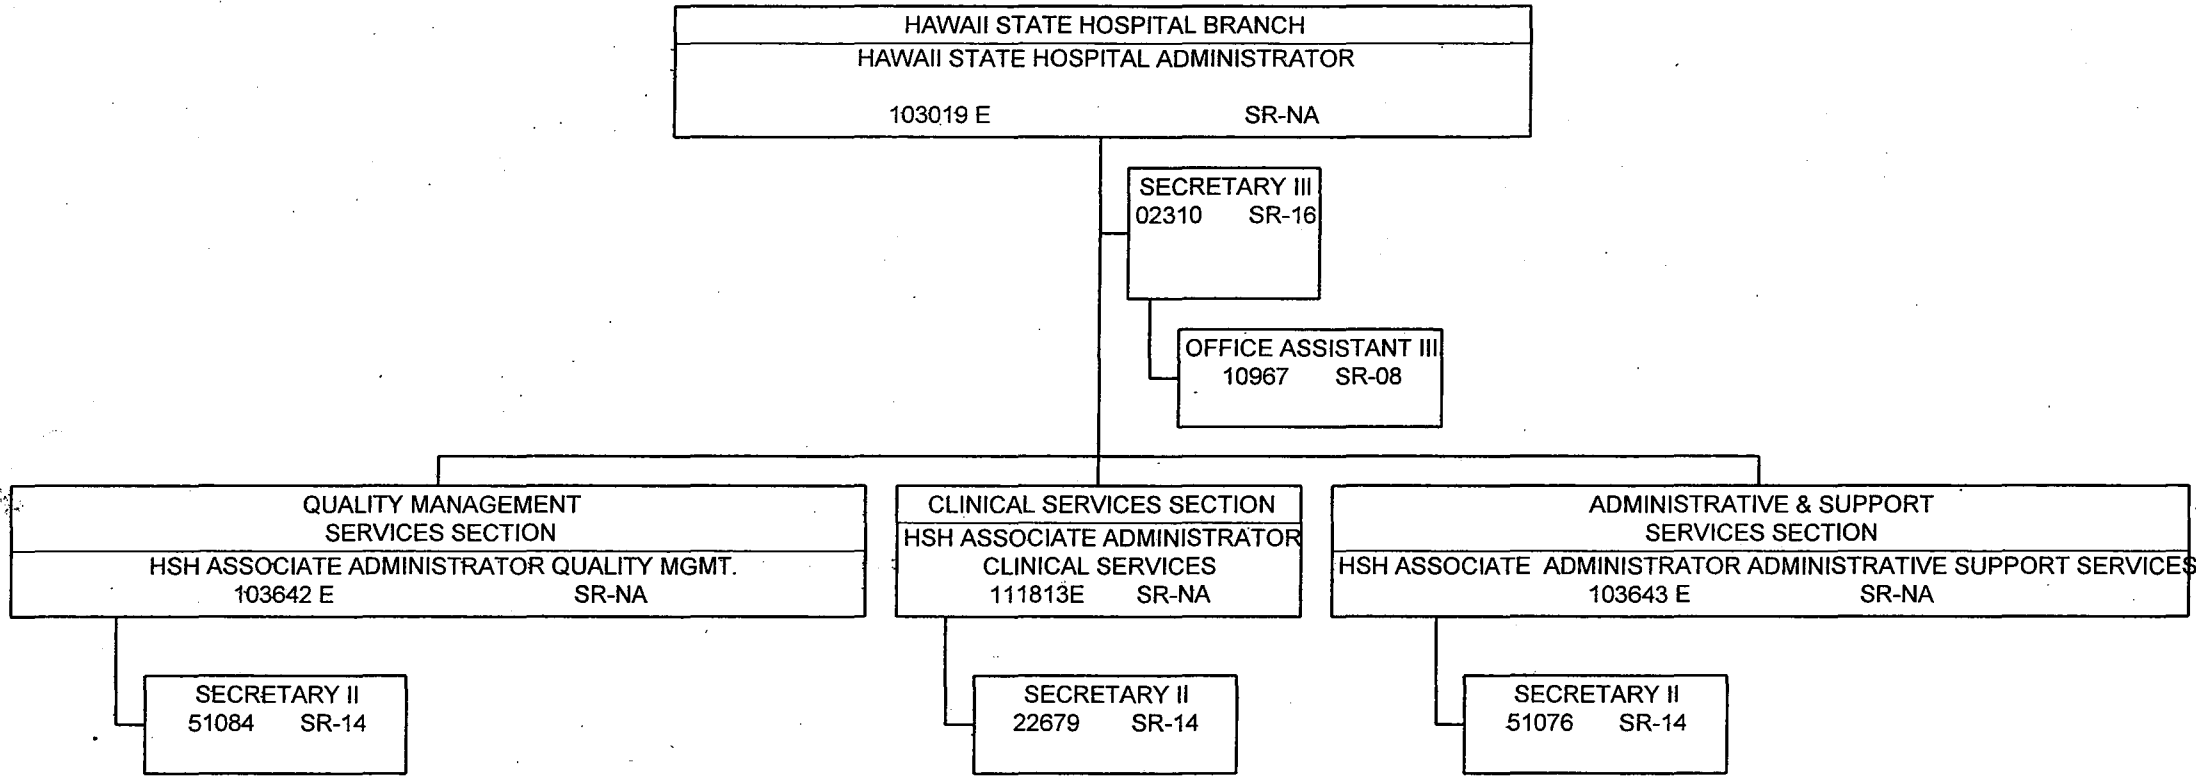 HAWAII STATE HOSPITAL BRANCH
HAWAII STATE HOSPITAL ADMINISTRATOR
103019 E SR-NA
SECRETARY III
02310 SR-16
OFFICE ASSISTANT III
10967 SR-08
QUALITY MANAGEMENT
SERVICES SECTION
HSH ASSOCIATE ADMINISTRATOR QUALITY MGMT.
103642 E SR-NA
SECRETARY II
51084 SR-14
CLINICAL SERVICES SECTION
HSH ASSOCIATE ADMINISTRATOR
CLINICAL SERVICES
111813E SR-NA
SECRETARY II
22679 SR-14
ADMINISTRATIVE & SUPPORT
SERVICES SECTION
HSH ASSOCIATE ADMINISTRATOR ADMINISTRATIVE SUPPORT SERVICES
103643 E SR-NA
SECRETARY II
51076 SR-14